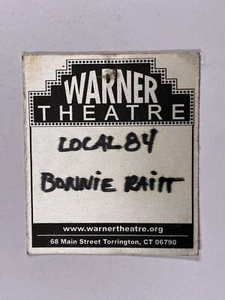 WARNER
THEATRE
LOCAL 84
BONNIE RAITT
www.warnertheatre.org
68 Main Street Torrington, CT 06790